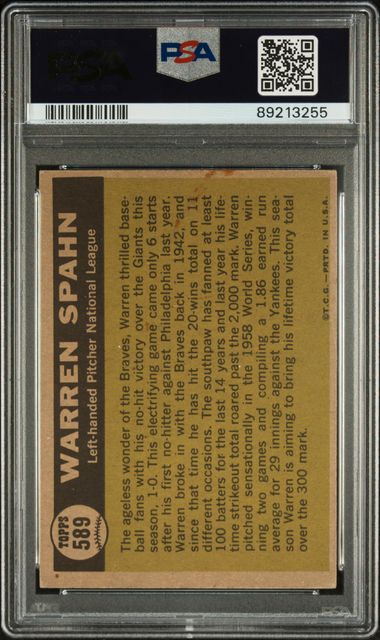 PSA
PSA
89213255
TOPPS
589
WARREN SPAHN
Left-handed Pitcher National League
The ageless wonder of the Braves, Warren thrilled base-
ball fans with his no-hit victory over the Giants this
season, 1-0. This electrifying game came only 6 starts
after his first no-hitter against Philadelphia last year.
Warren broke in with the Braves back in 1942, and
since that time he has hit the 20-wins total on 11
different occasions. The southpaw has fanned at least
100 batters for the last 14 years and last year his life-
time strikeout total roared past the 2,000 mark. Warren
pitched sensationally in the 1958 World Series, win-
ning two games and compiling a 1.86 earned run
average for 29 innings against the Yankees. This sea-
son Warren is aiming to bring his lifetime victory total
over the 300 mark.
©T.C.G.—PRTD. IN U.S.A.